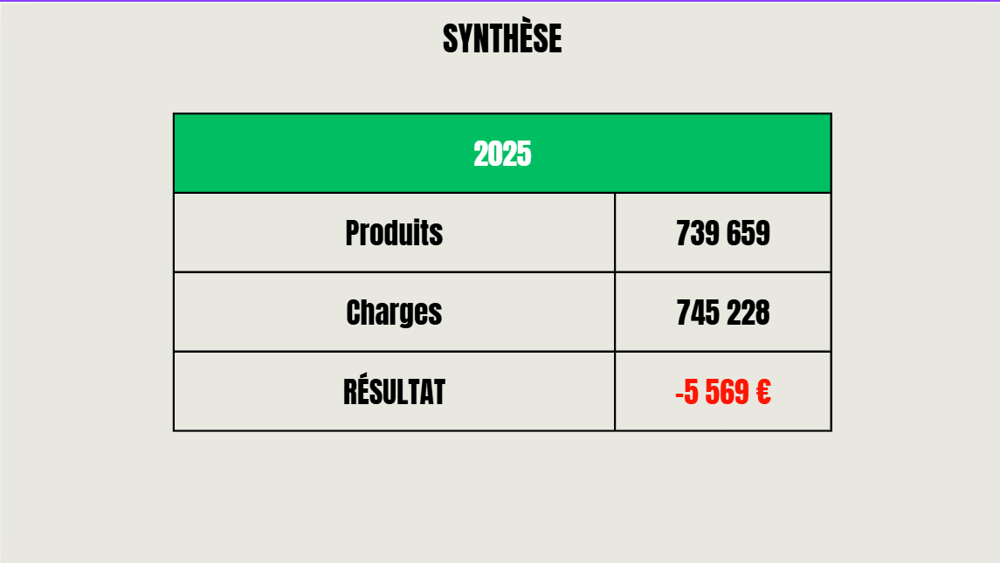 SYNTHÈSE
2025
Produits 739 659
Charges 745 228
RÉSULTAT -5 569 €